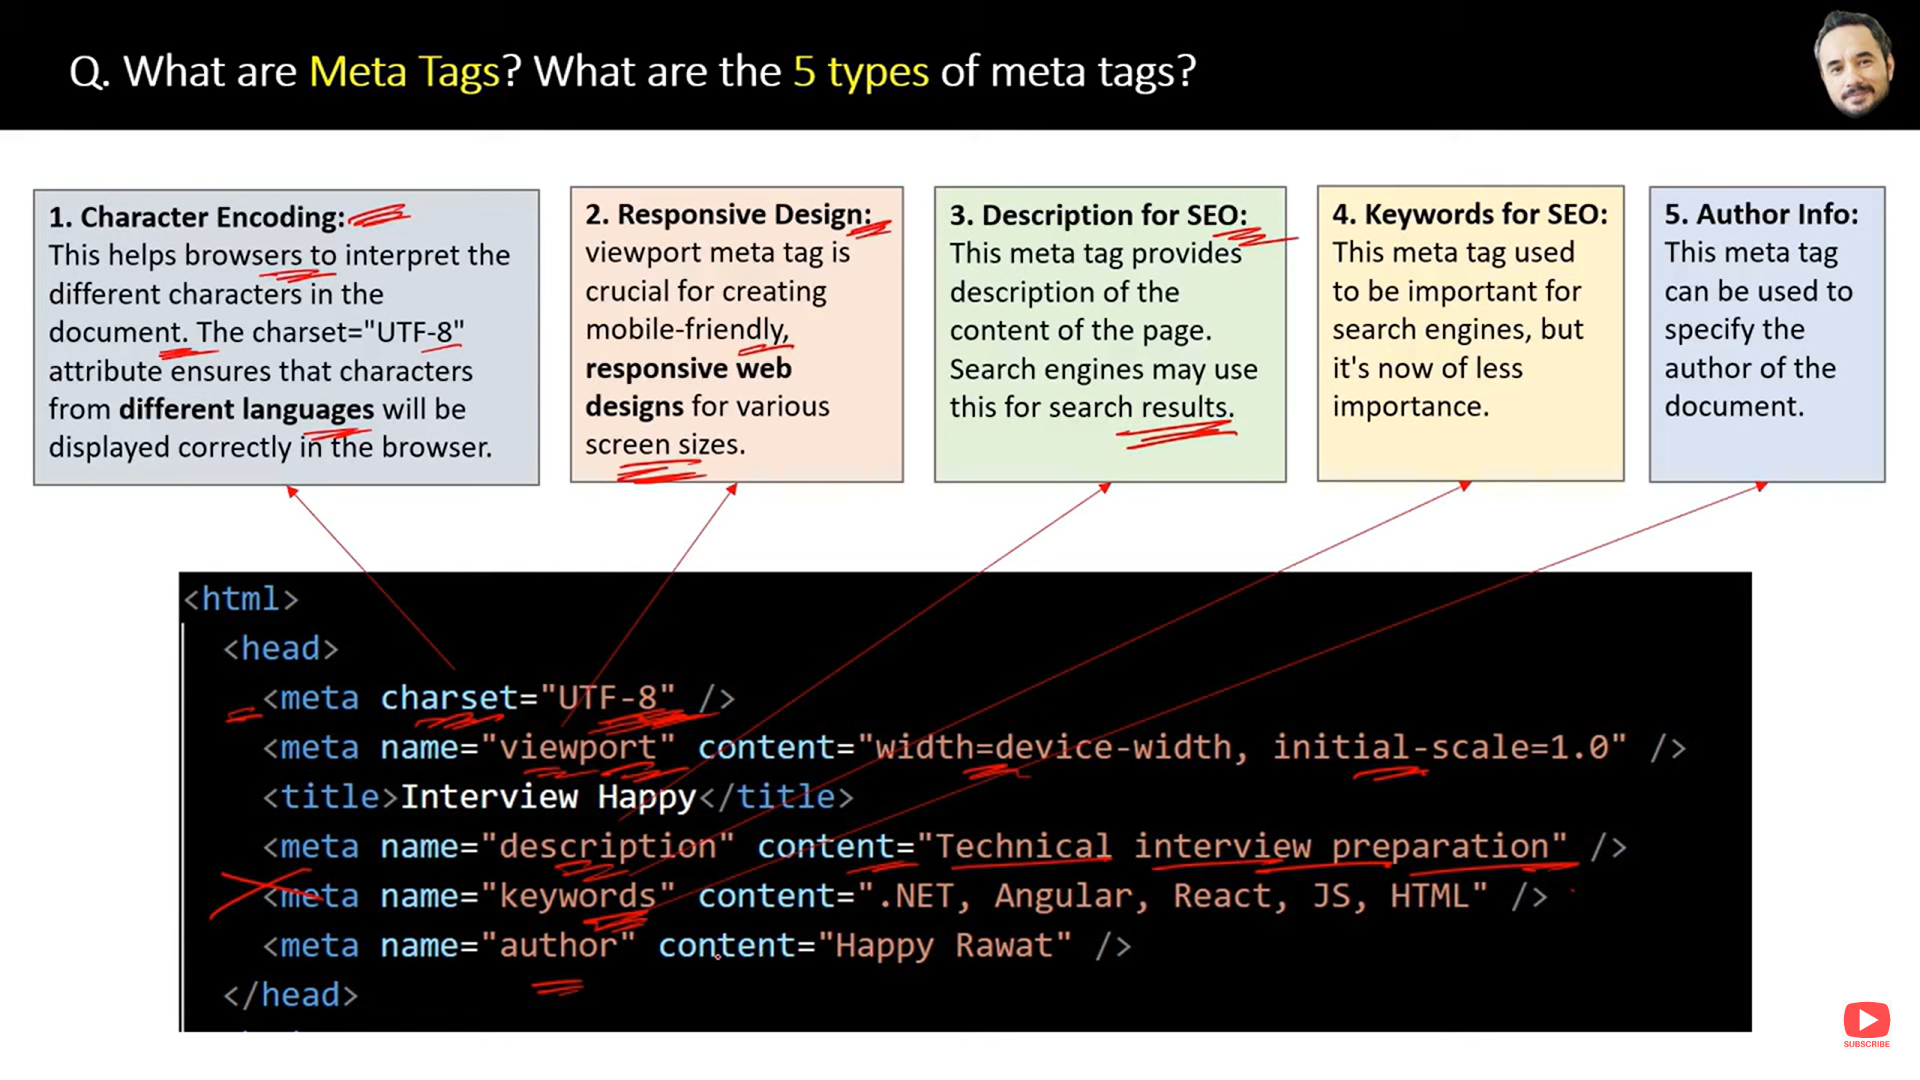 Q. What are Meta Tags? What are the 5 types of meta tags?
1. Character Encoding:
This helps browsers to interpret the
different characters in the
document. The charset="UTF-8"
attribute ensures that characters
from different languages will be
displayed correctly in the browser.
2. Responsive Design:
viewport meta tag is
crucial for creating
mobile-friendly,
responsive web
designs for various
screen sizes.
3. Description for SEO:
This meta tag provides
description of the
content of the page.
Search engines may use
this for search results.
4. Keywords for SEO:
This meta tag used
to be important for
search engines, but
it's now of less
importance.
5. Author Info:
This meta tag
can be used to
specify the
author of the
document.
<html>
<head>
<meta charset="UTF-8" />
<meta name="viewport" content="width=device-width, initial-scale=1.0" />
<title>Interview Happy</title>
<meta name="description" content="Technical interview preparation" />
<meta name="keywords" content=".NET, Angular, React, JS, HTML" />
<meta name="author" content="Happy Rawat" />
</head>
SUBSCRIBE